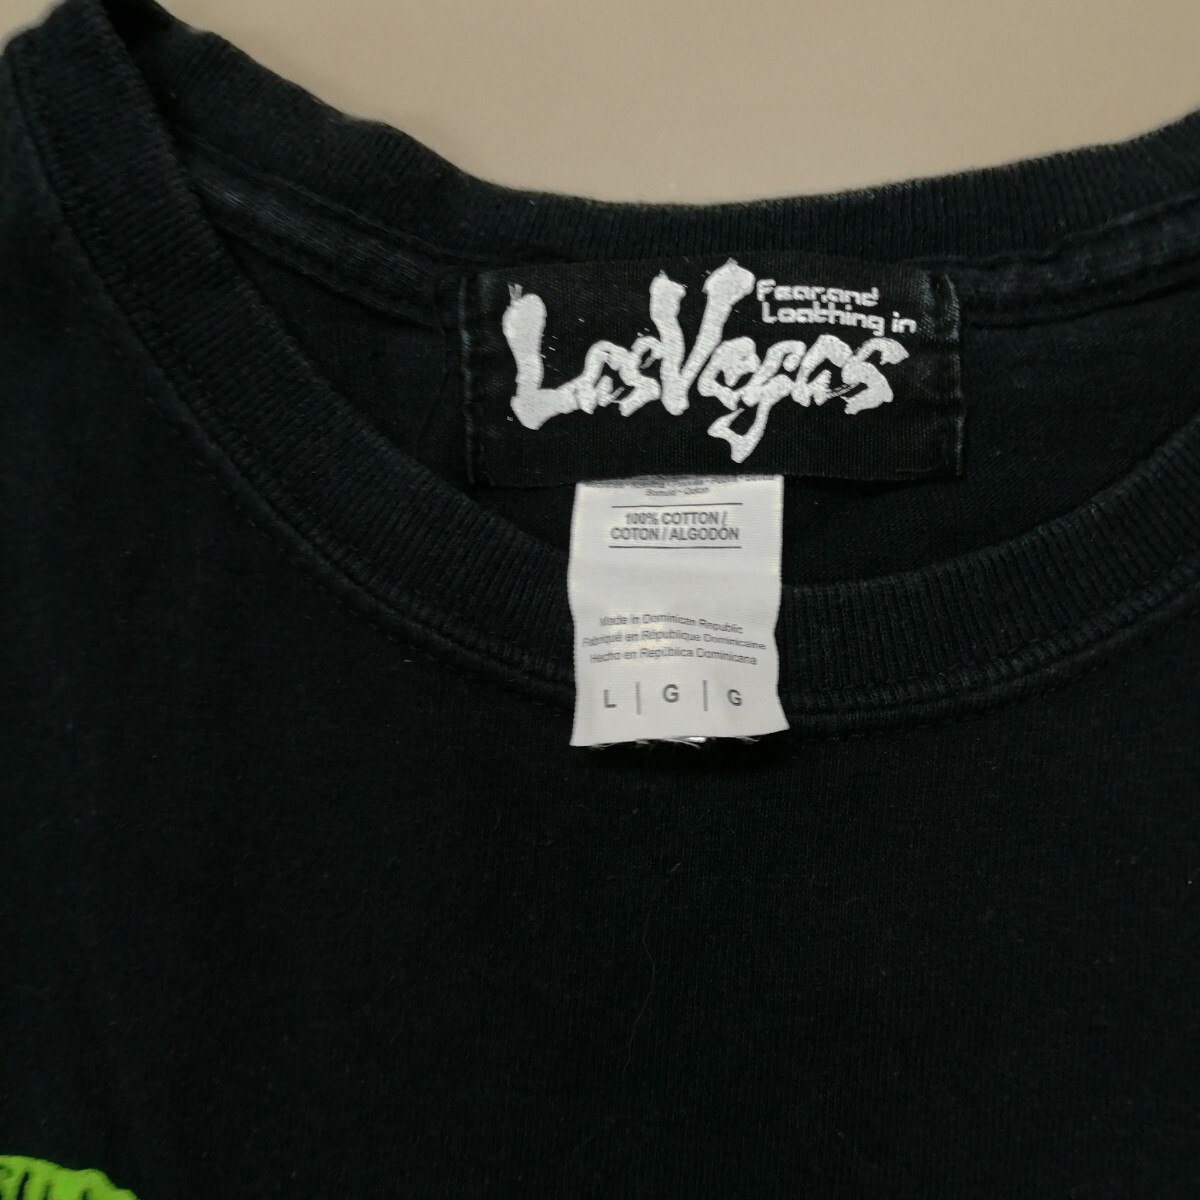 Fear,and
Loathing in
LasVegas
100% COTTON /
COTON / ALGODÓN
Made in Dominican Republic
Fabriqué en République Dominicaine
Hecho en República Dominicana
L | G | G